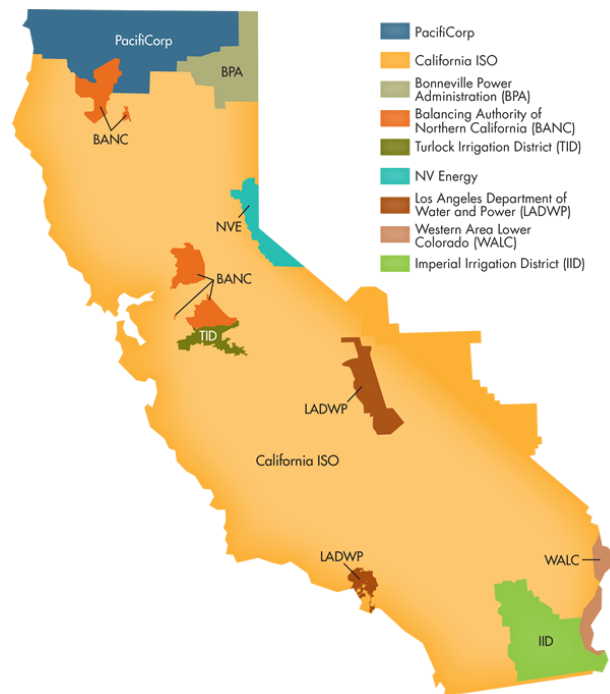 PacifiCorp
BPA
BANC
NVE
BANC
TID
LADWP
California ISO
LADWP
WALC
IID
PacifiCorp
California ISO
Bonneville Power
Administration (BPA)
Balancing Authority of
Northern California (BANC)
Turlock Irrigation District (TID)
NV Energy
Los Angeles Department of
Water and Power (LADWP)
Western Area Lower
Colorado (WALC)
Imperial Irrigation District (IID)